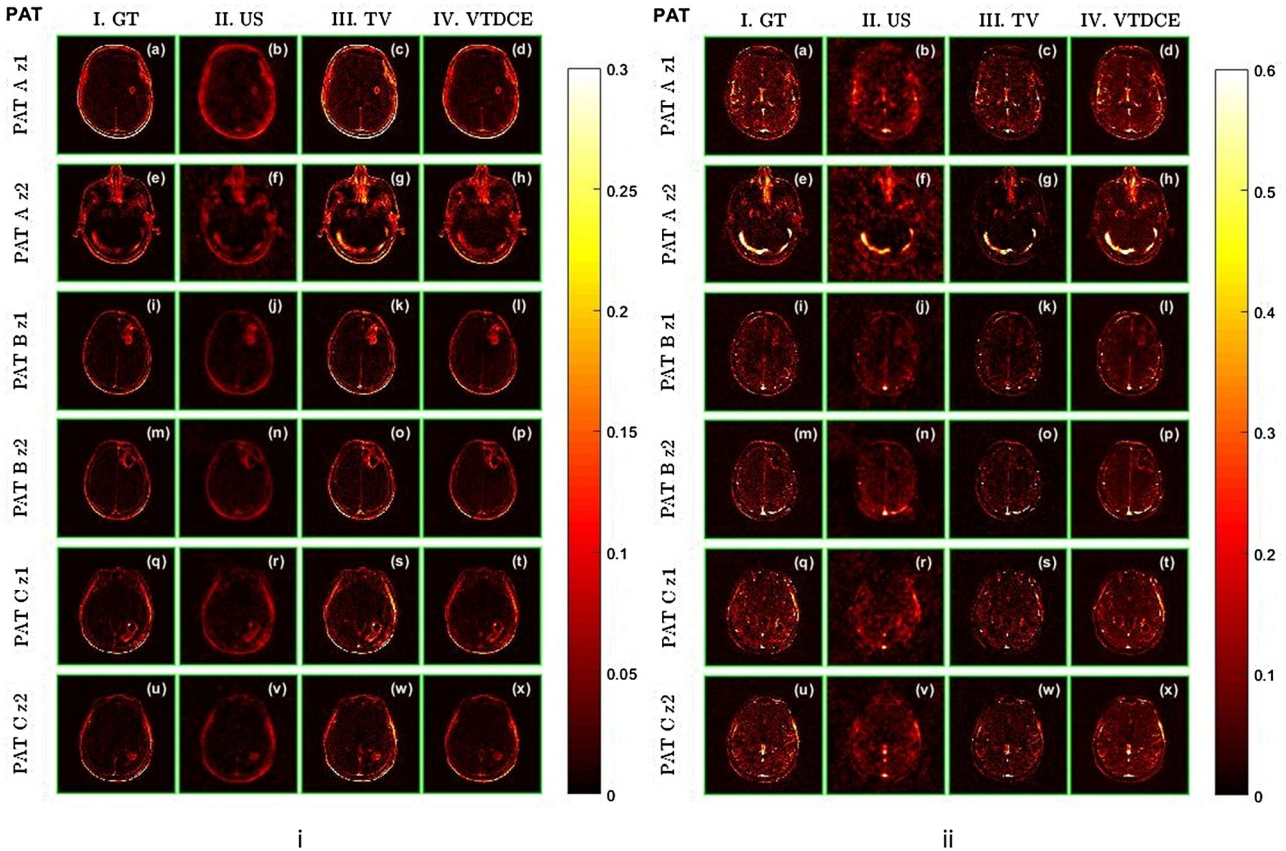 PAT I. GT II. US III. TV IV. VTDCE
PAT A z1 (a) (b) (c) (d)
PAT A z2 (e) (f) (g) (h)
PAT B z1 (i) (j) (k) (l)
PAT B z2 (m) (n) (o) (p)
PAT C z1 (q) (r) (s) (t)
PAT C z2 (u) (v) (w) (x)
0.3
0.25
0.2
0.15
0.1
0.05
0
i
PAT I. GT II. US III. TV IV. VTDCE
PAT A z1 (a) (b) (c) (d)
PAT A z2 (e) (f) (g) (h)
PAT B z1 (i) (j) (k) (l)
PAT B z2 (m) (n) (o) (p)
PAT C z1 (q) (r) (s) (t)
PAT C z2 (u) (v) (w) (x)
0.6
0.5
0.4
0.3
0.2
0.1
0
ii